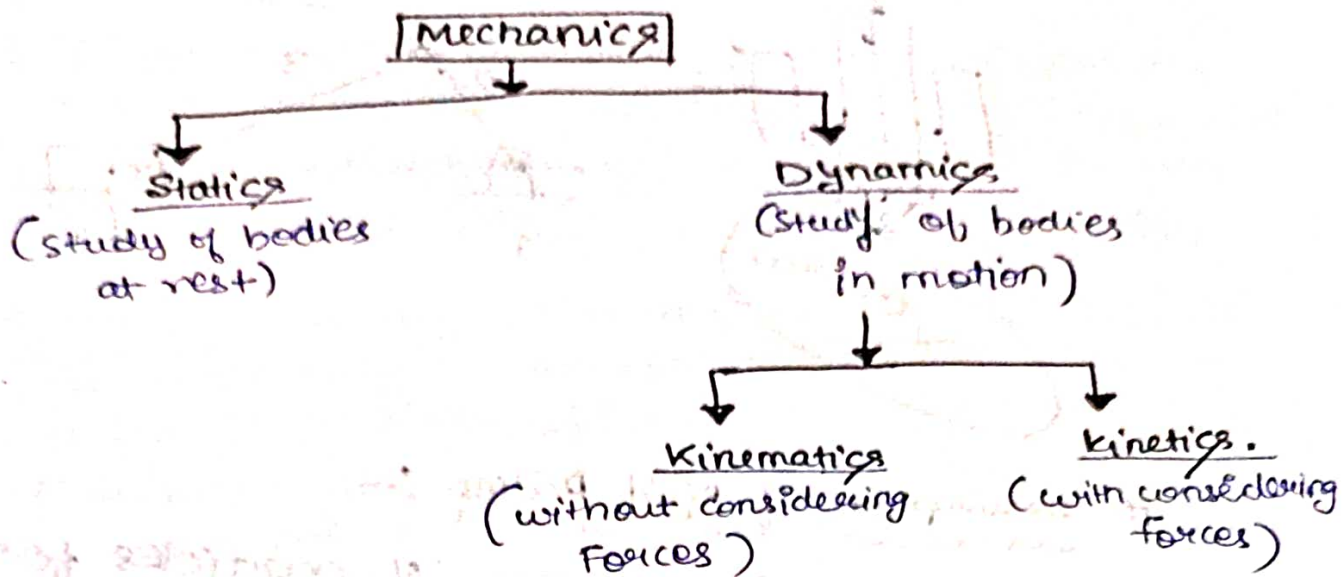 Mechanics
Statics
(study of bodies
at rest)
Dynamics
(study of bodies
in motion)
Kinematics
(without considering
Forces)
kinetics.
(with considering
forces)